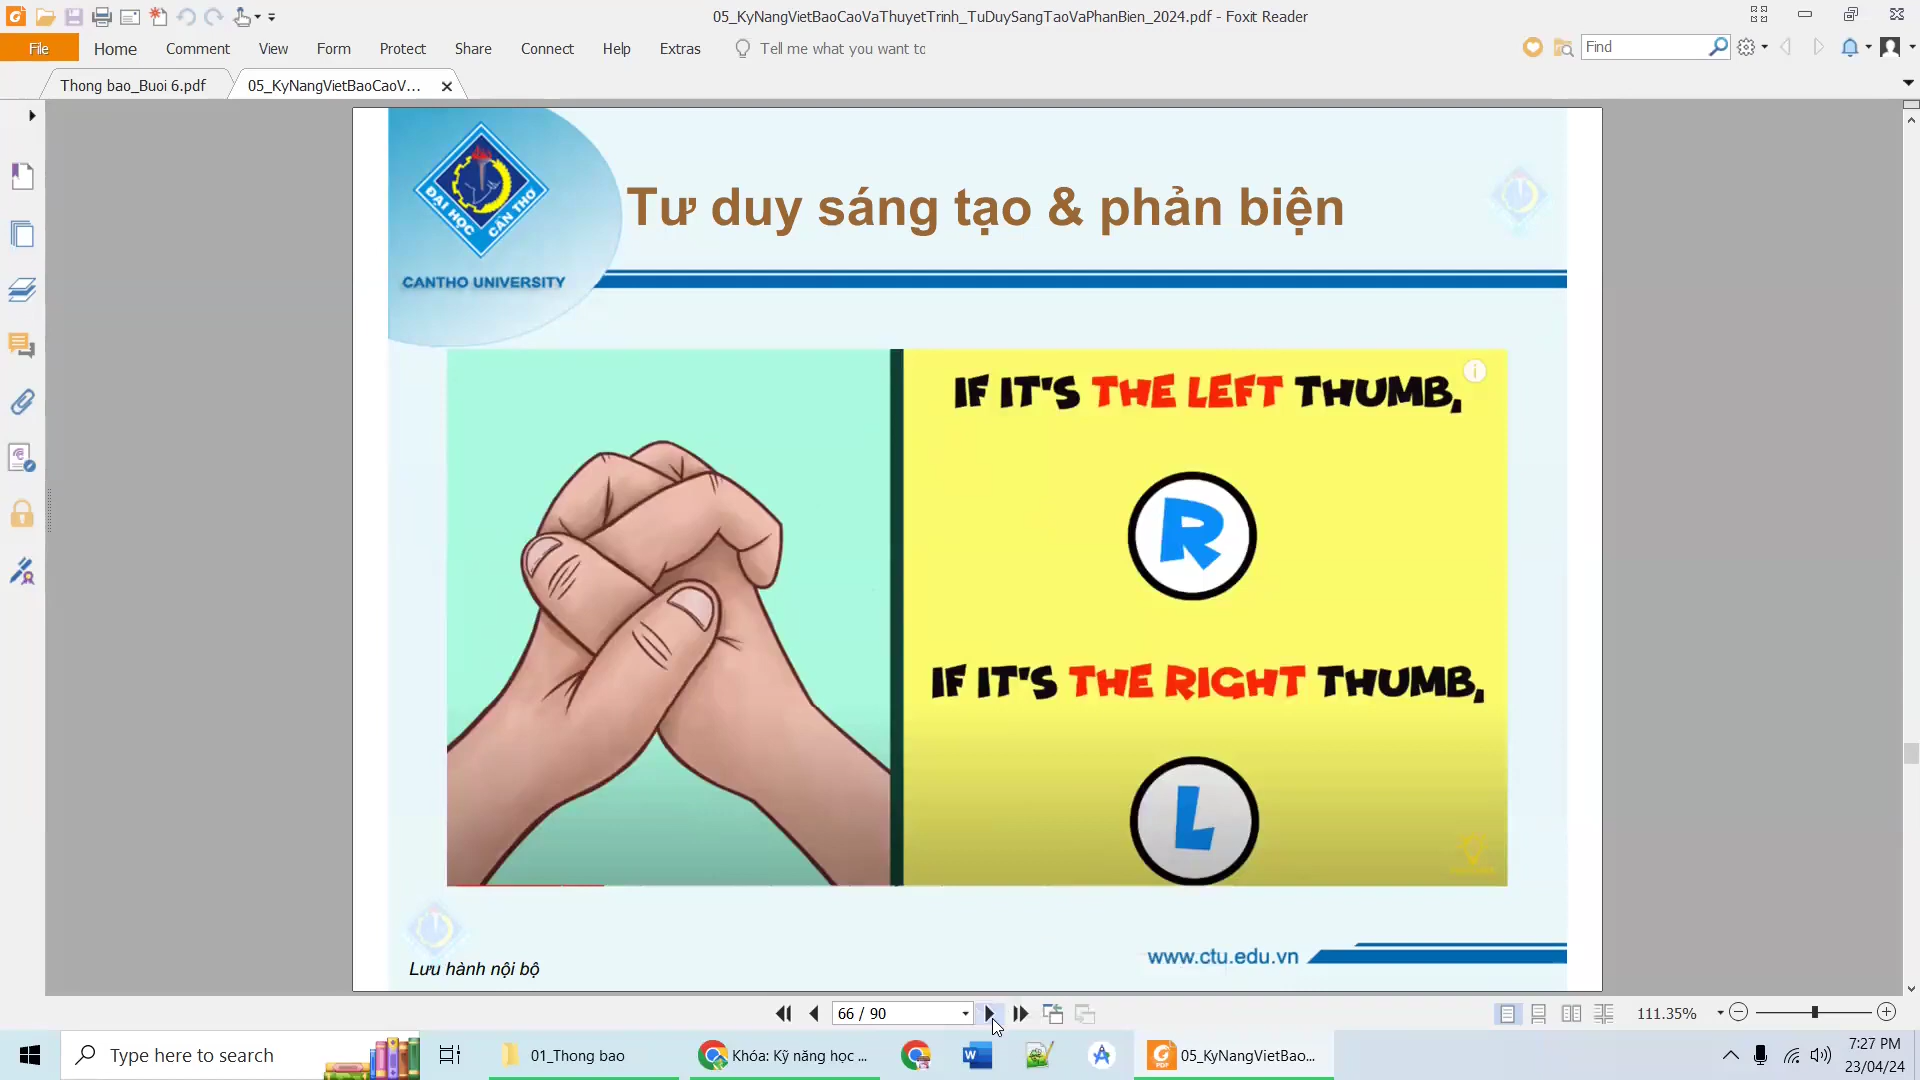 05_KyNangVietBaoCaoVaThuyetTrinh_TuDuySangTaoVaPhanBien_2024.pdf - Foxit Reader
File Home Comment View Form Protect Share Connect Help Extras Tell me what you want to
Find
Thong bao_Buoi 6.pdf
05_KyNangVietBaoCaoV...
ĐẠI HỌC CẦN THƠ
CANTHO UNIVERSITY
Tư duy sáng tạo & phản biện
IF IT'S THE LEFT THUMB,
R
IF IT'S THE RIGHT THUMB,
L
www.ctu.edu.vn
Lưu hành nội bộ
66 / 90
111.35%
Type here to search
01_Thong bao
Khóa: Kỹ năng học ...
05_KyNangVietBao...
7:27 PM
23/04/24